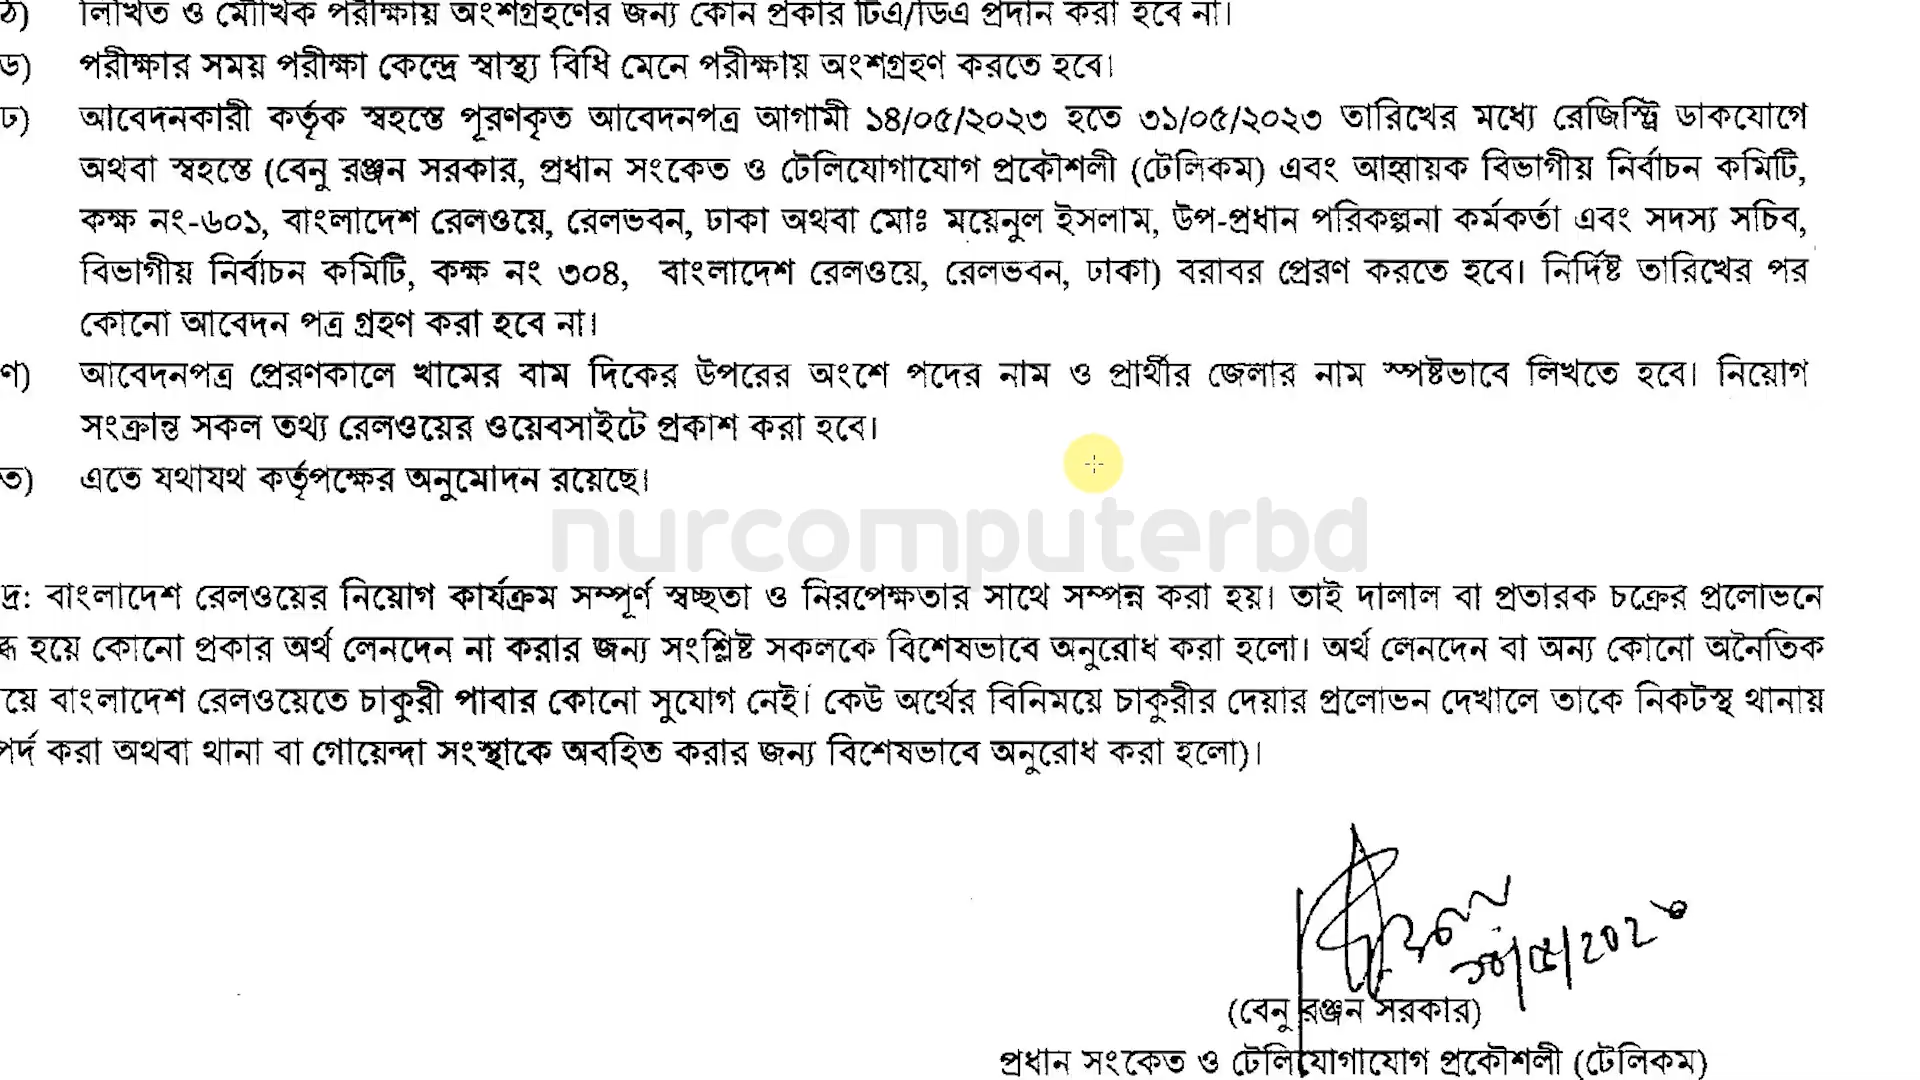 ঠ) লিখিত ও মৌখিক পরীক্ষায় অংশগ্রহণের জন্য কোন প্রকার টিএ/ডিএ প্রদান করা হবে না।
ড) পরীক্ষার সময় পরীক্ষা কেন্দ্রে স্বাস্থ্য বিধি মেনে পরীক্ষায় অংশগ্রহণ করতে হবে।
ঢ) আবেদনকারী কর্তৃক স্বহস্তে পূরণকৃত আবেদনপত্র আগামী ১৪/০৫/২০২৩ হতে ৩১/০৫/২০২৩ তারিখের মধ্যে রেজিস্ট্রি ডাকযোগে
অথবা স্বহস্তে (বেনু রঞ্জন সরকার, প্রধান সংকেত ও টেলিযোগাযোগ প্রকৌশলী (টেলিকম) এবং আহ্বায়ক বিভাগীয় নির্বাচন কমিটি,
কক্ষ নং-৬০১, বাংলাদেশ রেলওয়ে, রেলভবন, ঢাকা অথবা মোঃ ময়েনুল ইসলাম, উপ-প্রধান পরিকল্পনা কর্মকর্তা এবং সদস্য সচিব,
বিভাগীয় নির্বাচন কমিটি, কক্ষ নং ৩০৪, বাংলাদেশ রেলওয়ে, রেলভবন, ঢাকা) বরাবর প্রেরণ করতে হবে। নির্দিষ্ট তারিখের পর
কোনো আবেদন পত্র গ্রহণ করা হবে না।
ণ) আবেদনপত্র প্রেরণকালে খামের বাম দিকের উপরের অংশে পদের নাম ও প্রার্থীর জেলার নাম স্পষ্টভাবে লিখতে হবে। নিয়োগ
সংক্রান্ত সকল তথ্য রেলওয়ের ওয়েবসাইটে প্রকাশ করা হবে।
ত) এতে যথাযথ কর্তৃপক্ষের অনুমোদন রয়েছে।
nurcomputerbd
দ্র: বাংলাদেশ রেলওয়ের নিয়োগ কার্যক্রম সম্পূর্ণ স্বচ্ছতা ও নিরপেক্ষতার সাথে সম্পন্ন করা হয়। তাই দালাল বা প্রতারক চক্রের প্রলোভনে
হয়ে কোনো প্রকার অর্থ লেনদেন না করার জন্য সংশ্লিষ্ট সকলকে বিশেষভাবে অনুরোধ করা হলো। অর্থ লেনদেন বা অন্য কোনো অনৈতিক
য়ে বাংলাদেশ রেলওয়েতে চাকুরী পাবার কোনো সুযোগ নেই। কেউ অর্থের বিনিময়ে চাকুরীর দেয়ার প্রলোভন দেখালে তাকে নিকটস্থ থানায়
পর্দ করা অথবা থানা বা গোয়েন্দা সংস্থাকে অবহিত করার জন্য বিশেষভাবে অনুরোধ করা হলো)।
(বেনু রঞ্জন সরকার)
প্রধান সংকেত ও টেলিযোগাযোগ প্রকৌশলী (টেলিকম)